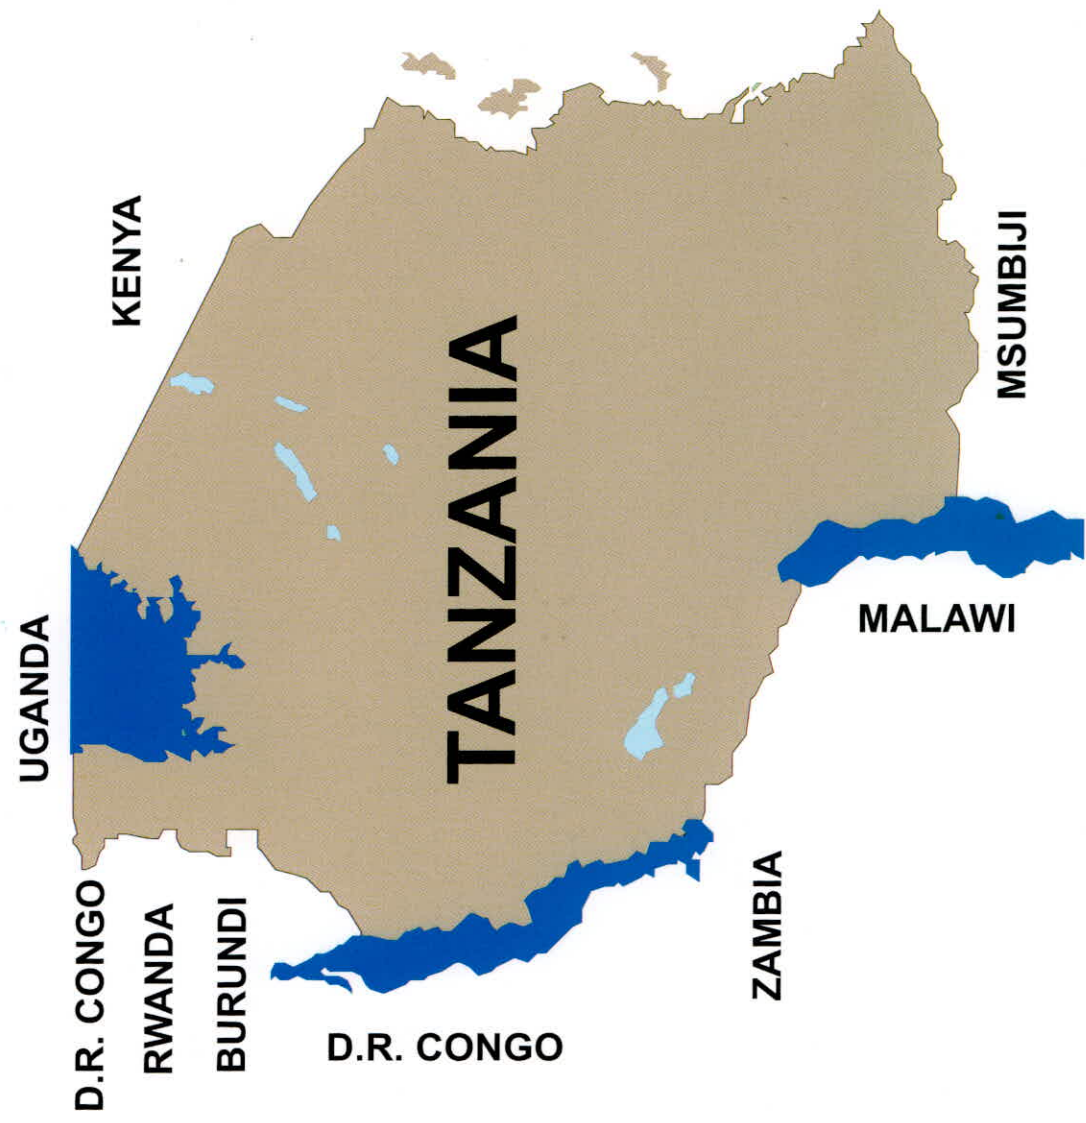 UGANDA
KENYA
D.R. CONGO
RWANDA
BURUNDI
TANZANIA
D.R. CONGO
ZAMBIA
MALAWI
MSUMBIJI